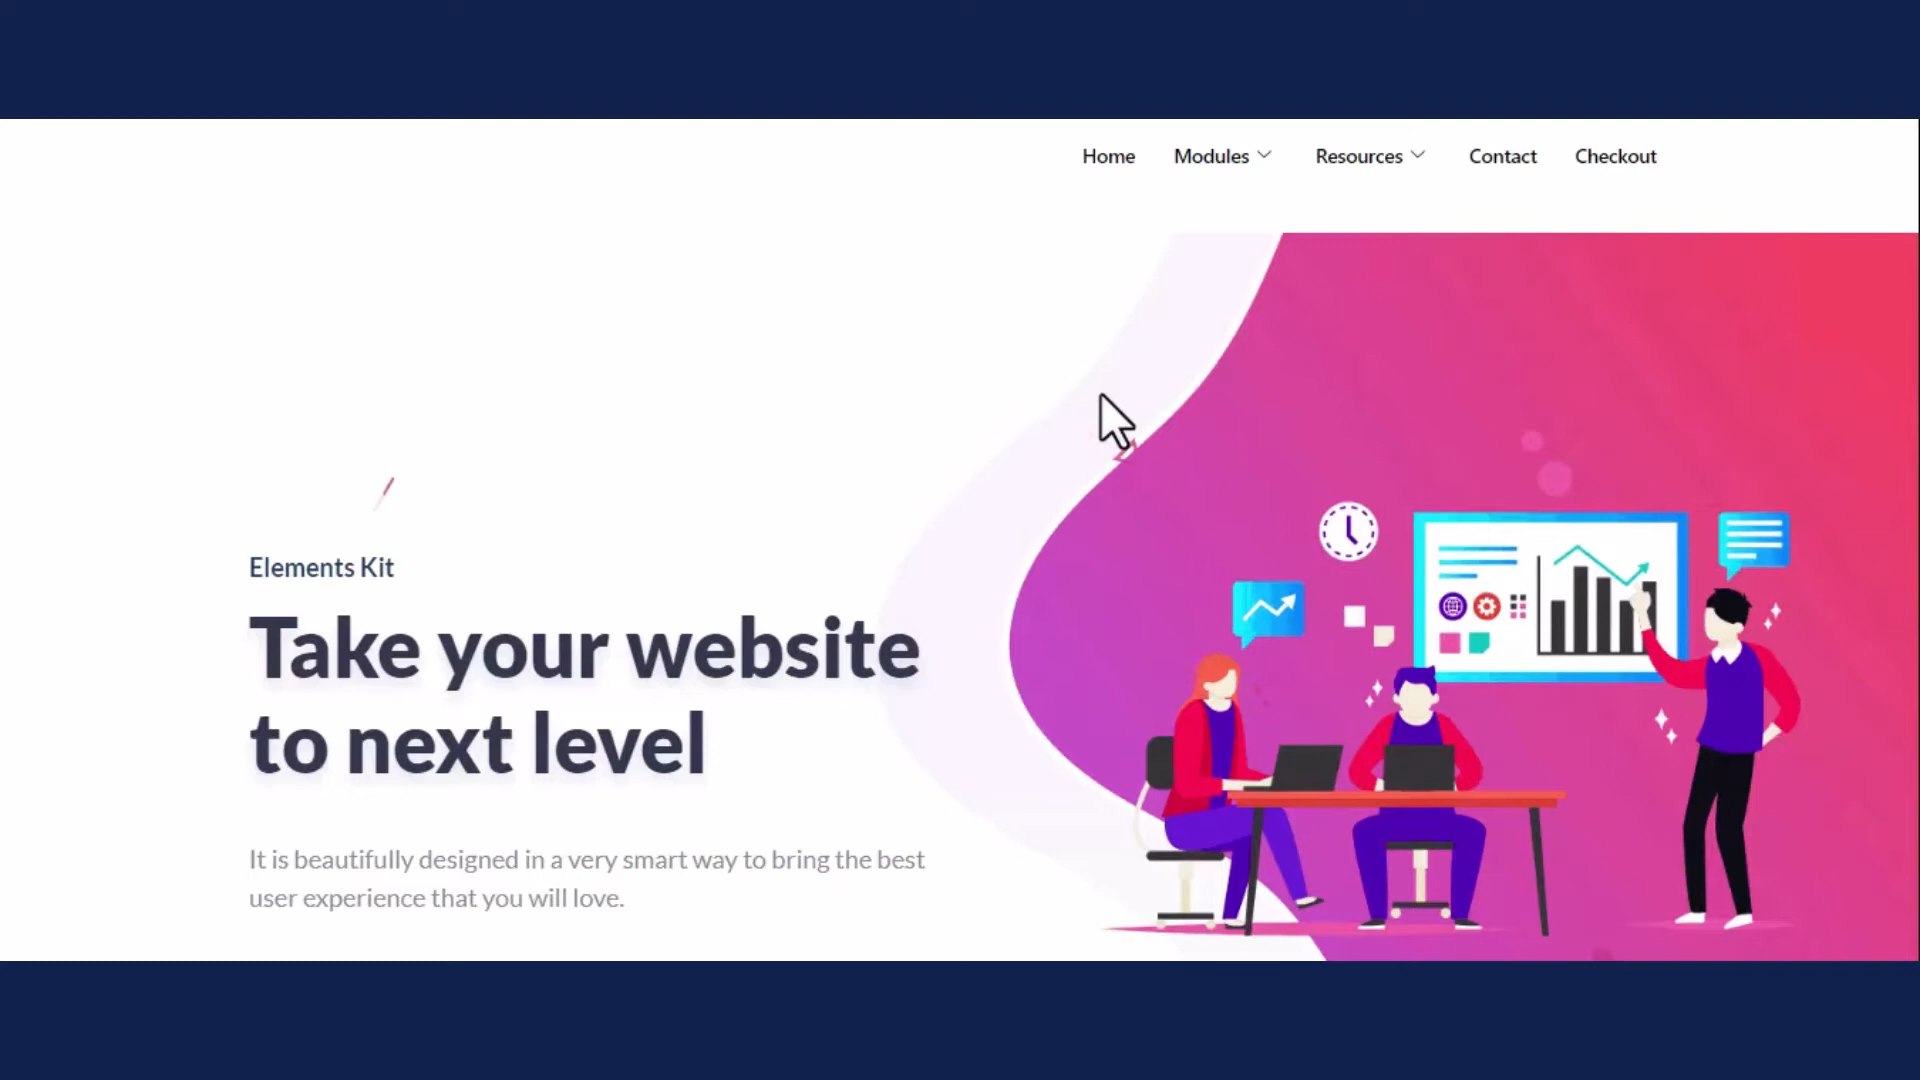 Home Modules Resources Contact Checkout
Elements Kit
Take your website
to next level
It is beautifully designed in a very smart way to bring the best
user experience that you will love.